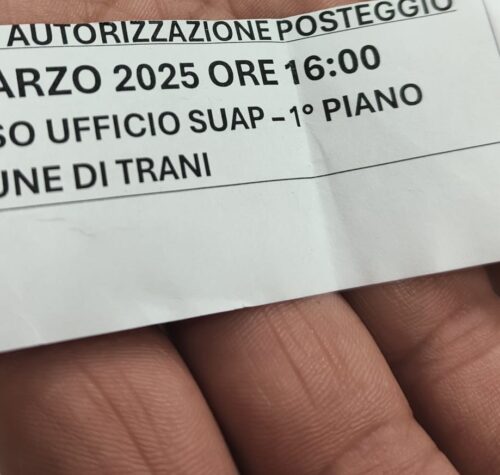 AUTORIZZAZIONE POSTEGGIO
ARZO 2025 ORE 16:00
SO UFFICIO SUAP – 1° PIANO
UNE DI TRANI